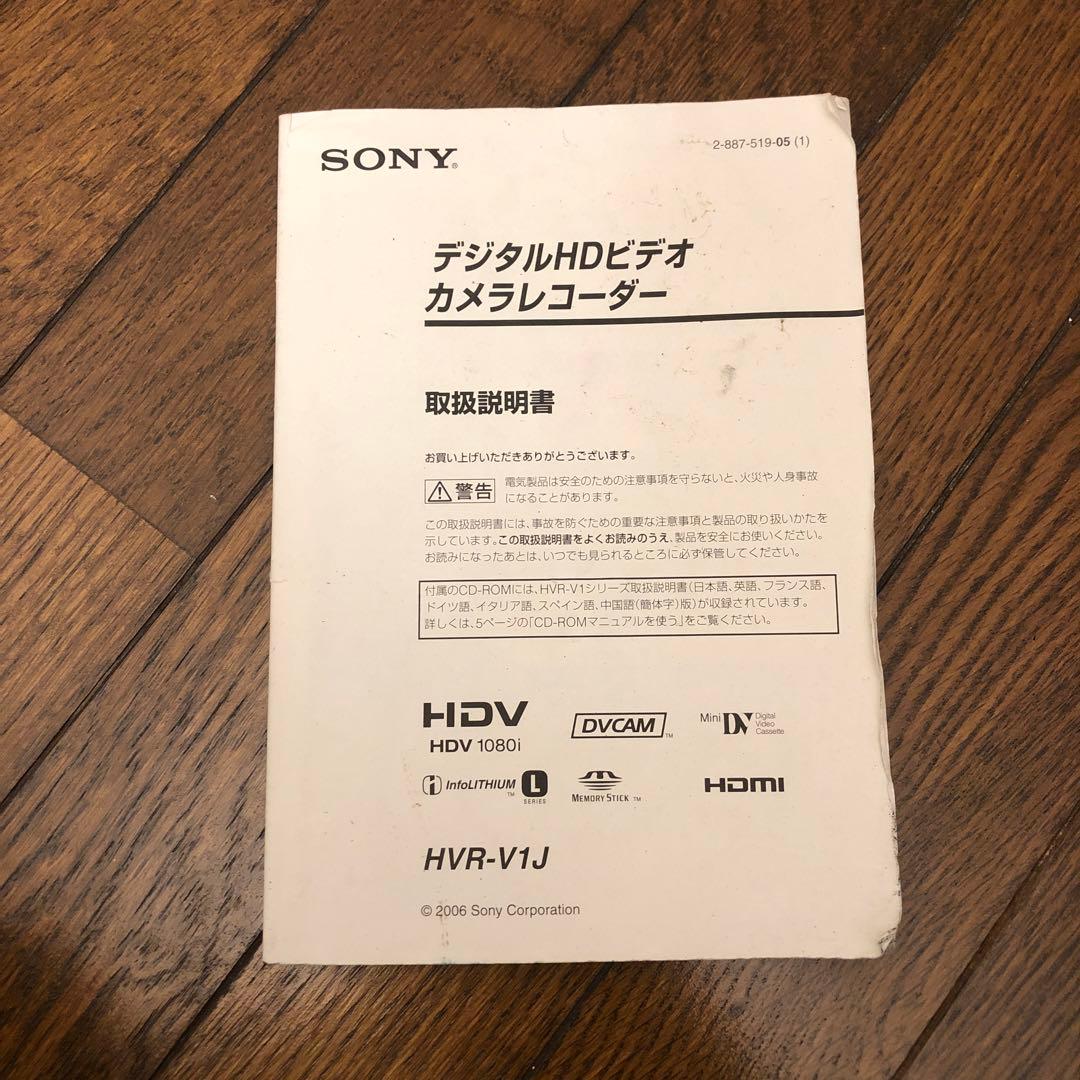 SONY®
2-887-519-05 (1)
デジタルHDビデオ
カメラレコーダー
取扱説明書
お買い上げいただきありがとうございます。
警告
電気製品は安全のための注意事項を守らないと、火災や人身事故
になることがあります。
この取扱説明書には、事故を防ぐための重要な注意事項と製品の取り扱いかたを
示しています。この取扱説明書をよくお読みのうえ、製品を安全にお使いください。
お読みになったあとは、いつでも見られるところに必ず保管してください。
付属のCD-ROMには、HVR-V1シリーズ取扱説明書（日本語、英語、フランス語、
ドイツ語、イタリア語、スペイン語、中国語（簡体字）版）が収録されています。
詳しくは、5ページの「CD-ROMマニュアルを使う」をご覧ください。
HDV
HDV 1080i
DVCAM™
Mini DV Digital Video Cassette
InfoLITHIUM™ L SERIES
MEMORY STICK™
HDMI
HVR-V1J
© 2006 Sony Corporation